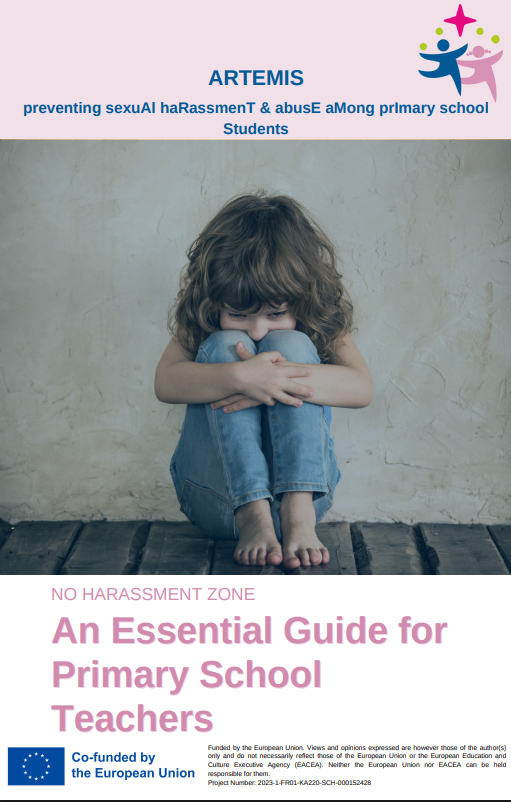 ARTEMIS
preventing sexuAl haRassmenT & abusE aMong prImary school
Students
NO HARASSMENT ZONE
An Essential Guide for
Primary School
Teachers
Co-funded by
the European Union
Funded by the European Union. Views and opinions expressed are however those of the author(s)
only and do not necessarily reflect those of the European Union or the European Education and
Culture Executive Agency (EACEA). Neither the European Union nor EACEA can be held
responsible for them.
Project Number: 2023-1-FR01-KA220-SCH-000152428